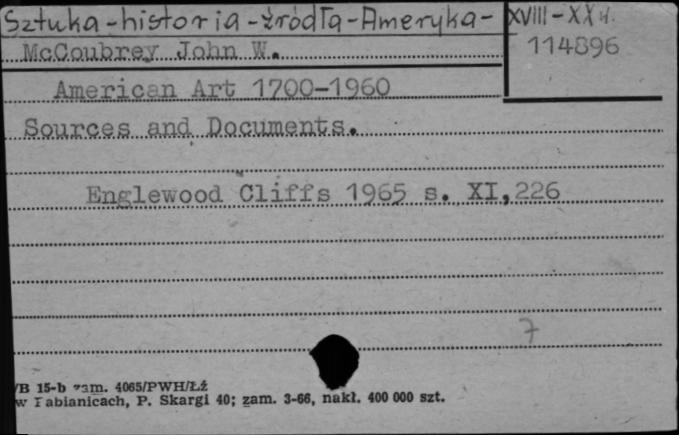 Sztuka-historia-źródła-Ameryka- XVIII-XX w.
McCoubrey John W.
114896
American Art 1700-1960
Sources and Documents.
Englewood Cliffs 1965 s. XI,226
7
/B 15-b zam. 4065/PWH/Łź
w Pabianicach, P. Skargi 40; zam. 3-66, nakł. 400 000 szt.